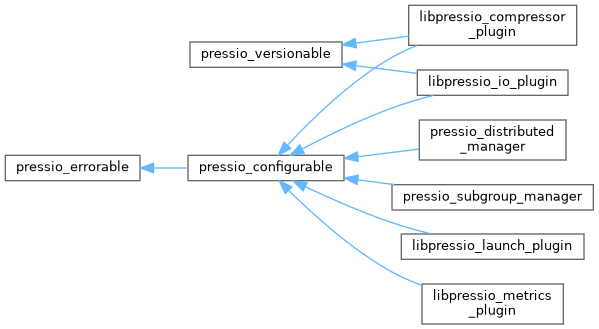 libpressio_compressor
_plugin
pressio_versionable
libpressio_io_plugin
pressio_distributed
_manager
pressio_errorable
pressio_configurable
pressio_subgroup_manager
libpressio_launch_plugin
libpressio_metrics
_plugin